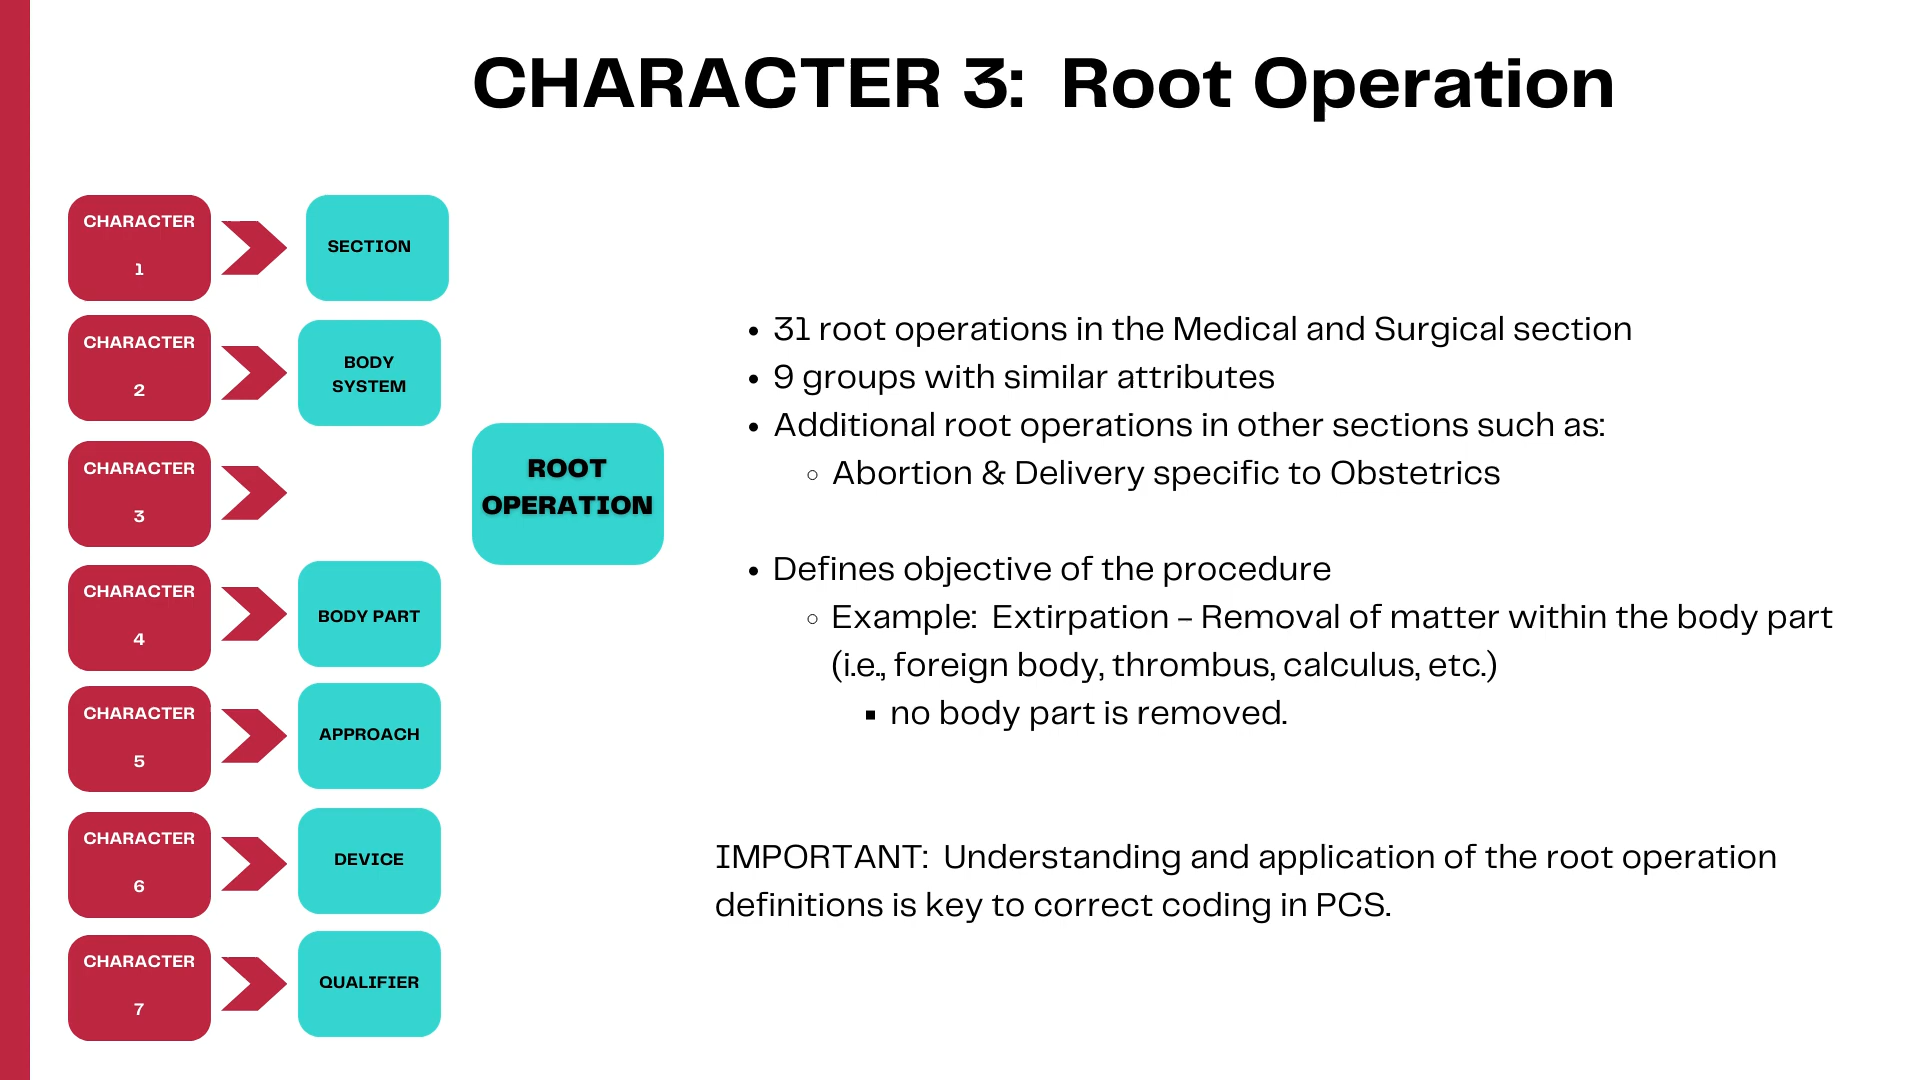 CHARACTER 3:  Root Operation
CHARACTER
1
SECTION
CHARACTER
2
BODY
SYSTEM
CHARACTER
3
ROOT
OPERATION
CHARACTER
4
BODY PART
CHARACTER
5
APPROACH
CHARACTER
6
DEVICE
CHARACTER
7
QUALIFIER
• 31 root operations in the Medical and Surgical section
• 9 groups with similar attributes
• Additional root operations in other sections such as:
◦ Abortion & Delivery specific to Obstetrics
• Defines objective of the procedure
◦ Example:  Extirpation - Removal of matter within the body part
(i.e., foreign body, thrombus, calculus, etc.)
▪ no body part is removed.
IMPORTANT:  Understanding and application of the root operation
definitions is key to correct coding in PCS.